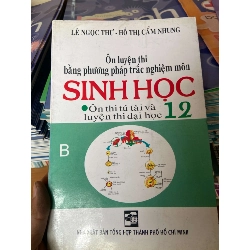 LÊ NGỌC THƯ - HỒ THỊ CẨM NHUNG
Ôn luyện thi
bằng phương pháp trắc nghiệm môn
SINH HỌC
Ôn thi tú tài và 12
luyện thi đại học
B
NHÀ XUẤT BẢN TỔNG HỢP THÀNH PHỐ HỒ CHÍ MINH